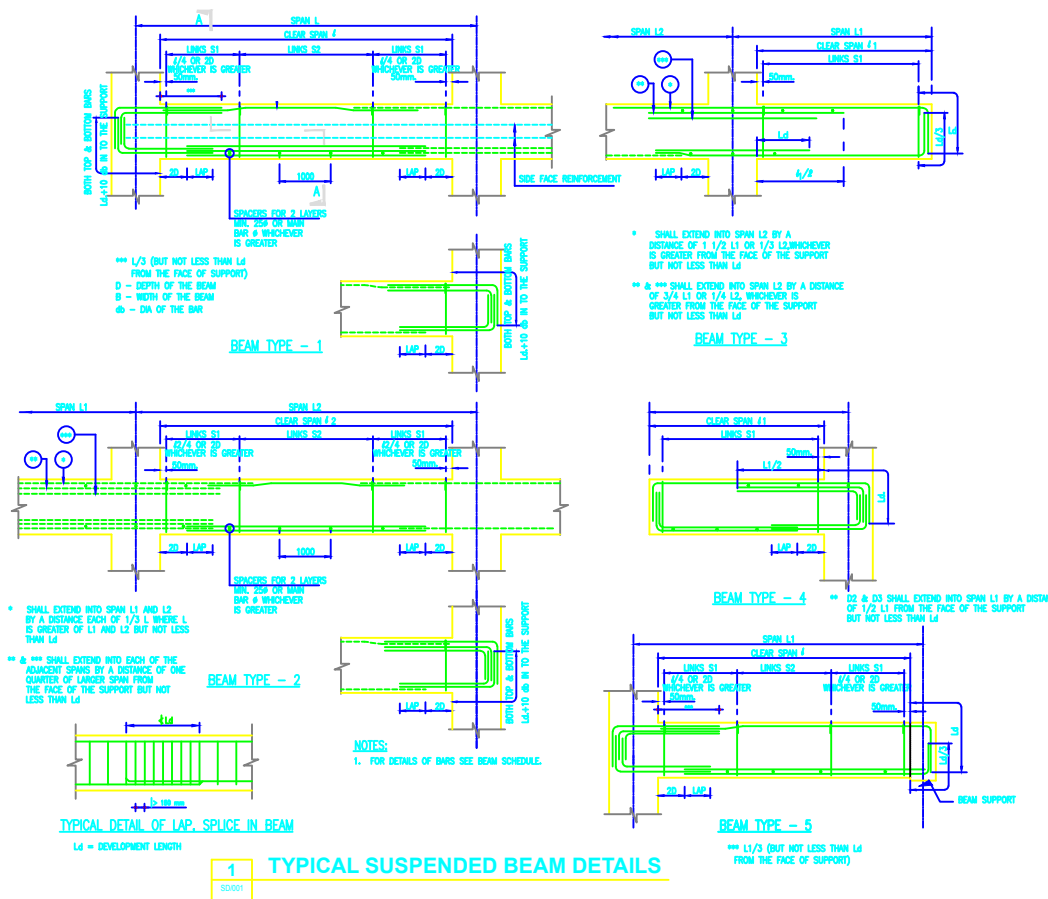 A
SPAN L
CLEAR SPAN ℓ
LINKS S1
LINKS S2
LINKS S1
ℓ/4 OR 2D
WHICHEVER IS GREATER
ℓ/4 OR 2D
WHICHEVER IS GREATER
50mm.
50mm.
***
BOTH TOP & BOTTOM BARS
Ld.+10 db IN TO THE SUPPORT
2D
LAP
1000
LAP
2D
A
SIDE FACE REINFORCEMENT
SPACERS FOR 2 LAYERS
MIN. 25ø OR MAIN
BAR ø WHICHEVER
IS GREATER
*** L/3 (BUT NOT LESS THAN Ld
FROM THE FACE OF SUPPORT)
D - DEPTH OF THE BEAM
B - WIDTH OF THE BEAM
db - DIA OF THE BAR
BOTH TOP & BOTTOM BARS
Ld.+10 db IN TO THE SUPPORT
LAP
2D
BEAM TYPE - 1
SPAN L2
SPAN L1
CLEAR SPAN ℓ1
LINKS S1
***
**
*
50mm.
Ld
Ld/3
Ld
LAP
2D
* SHALL EXTEND INTO SPAN L2 BY A
DISTANCE OF 1 1/2 L1 OR 1/3 L2,WHICHEVER
IS GREATER FROM THE FACE OF THE SUPPORT
BUT NOT LESS THAN Ld
** & *** SHALL EXTEND INTO SPAN L2 BY A DISTANCE
OF 3/4 L1 OR 1/4 L2, WHICHEVER IS
GREATER FROM THE FACE OF THE SUPPORT
BUT NOT LESS THAN Ld
BEAM TYPE - 3
SPAN L1
SPAN L2
CLEAR SPAN ℓ2
LINKS S1
LINKS S2
LINKS S1
ℓ2/4 OR 2D
WHICHEVER IS GREATER
ℓ2/4 OR 2D
WHICHEVER IS GREATER
***
**
*
50mm.
50mm.
2D
LAP
1000
LAP
2D
SPACERS FOR 2 LAYERS
MIN. 25ø OR MAIN
BAR ø WHICHEVER
IS GREATER
* SHALL EXTEND INTO SPAN L1 AND L2
BY A DISTANCE EACH OF 1/3 L WHERE L
IS GREATER OF L1 AND L2 BUT NOT LESS
THAN Ld
** & *** SHALL EXTEND INTO EACH OF THE
ADJACENT SPANS BY A DISTANCE OF ONE
QUARTER OF LARGER SPAN FROM
THE FACE OF THE SUPPORT BUT NOT
LESS THAN Ld
BOTH TOP & BOTTOM BARS
Ld.+10 db IN TO THE SUPPORT
LAP
2D
BEAM TYPE - 2
CLEAR SPAN ℓ1
LINKS S1
50mm.
L1/2
Ld.
LAP
2D
BEAM TYPE - 4
** D2 & D3 SHALL EXTEND INTO SPAN L1 BY A
OF 1/2 L1 FROM THE FACE OF THE SUPPORT
BUT NOT LESS THAN Ld
SPAN L1
CLEAR SPAN ℓ
LINKS S1
LINKS S2
LINKS S1
ℓ/4 OR 2D
WHICHEVER IS GREATER
ℓ/4 OR 2D
WHICHEVER IS GREATER
50mm.
50mm.
***
Ld/3
Ld
2D
LAP
BEAM SUPPORT
BEAM TYPE - 5
*** L1/3 (BUT NOT LESS THAN Ld
FROM THE FACE OF SUPPORT)
Ld
100 mm
TYPICAL DETAIL OF LAP, SPLICE IN BEAM
Ld = DEVELOPMENT LENGTH
NOTES:
1. FOR DETAILS OF BARS SEE BEAM SCHEDULE.
1
SD/001
TYPICAL SUSPENDED BEAM DETAILS